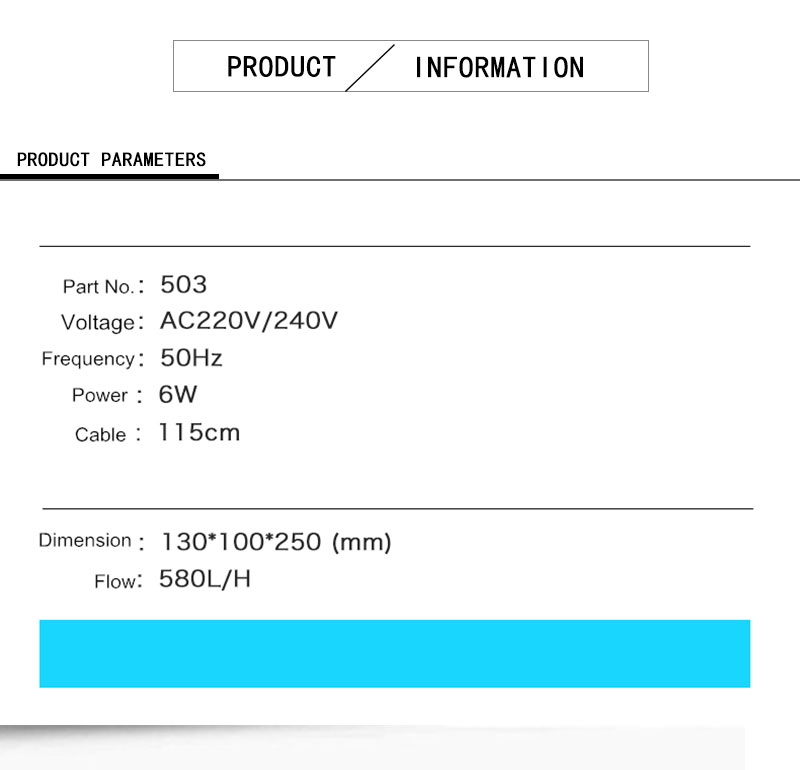 PRODUCT / INFORMATION
PRODUCT PARAMETERS
Part No.: 503
Voltage: AC220V/240V
Frequency: 50Hz
Power : 6W
Cable : 115cm
Dimension : 130*100*250 (mm)
Flow: 580L/H